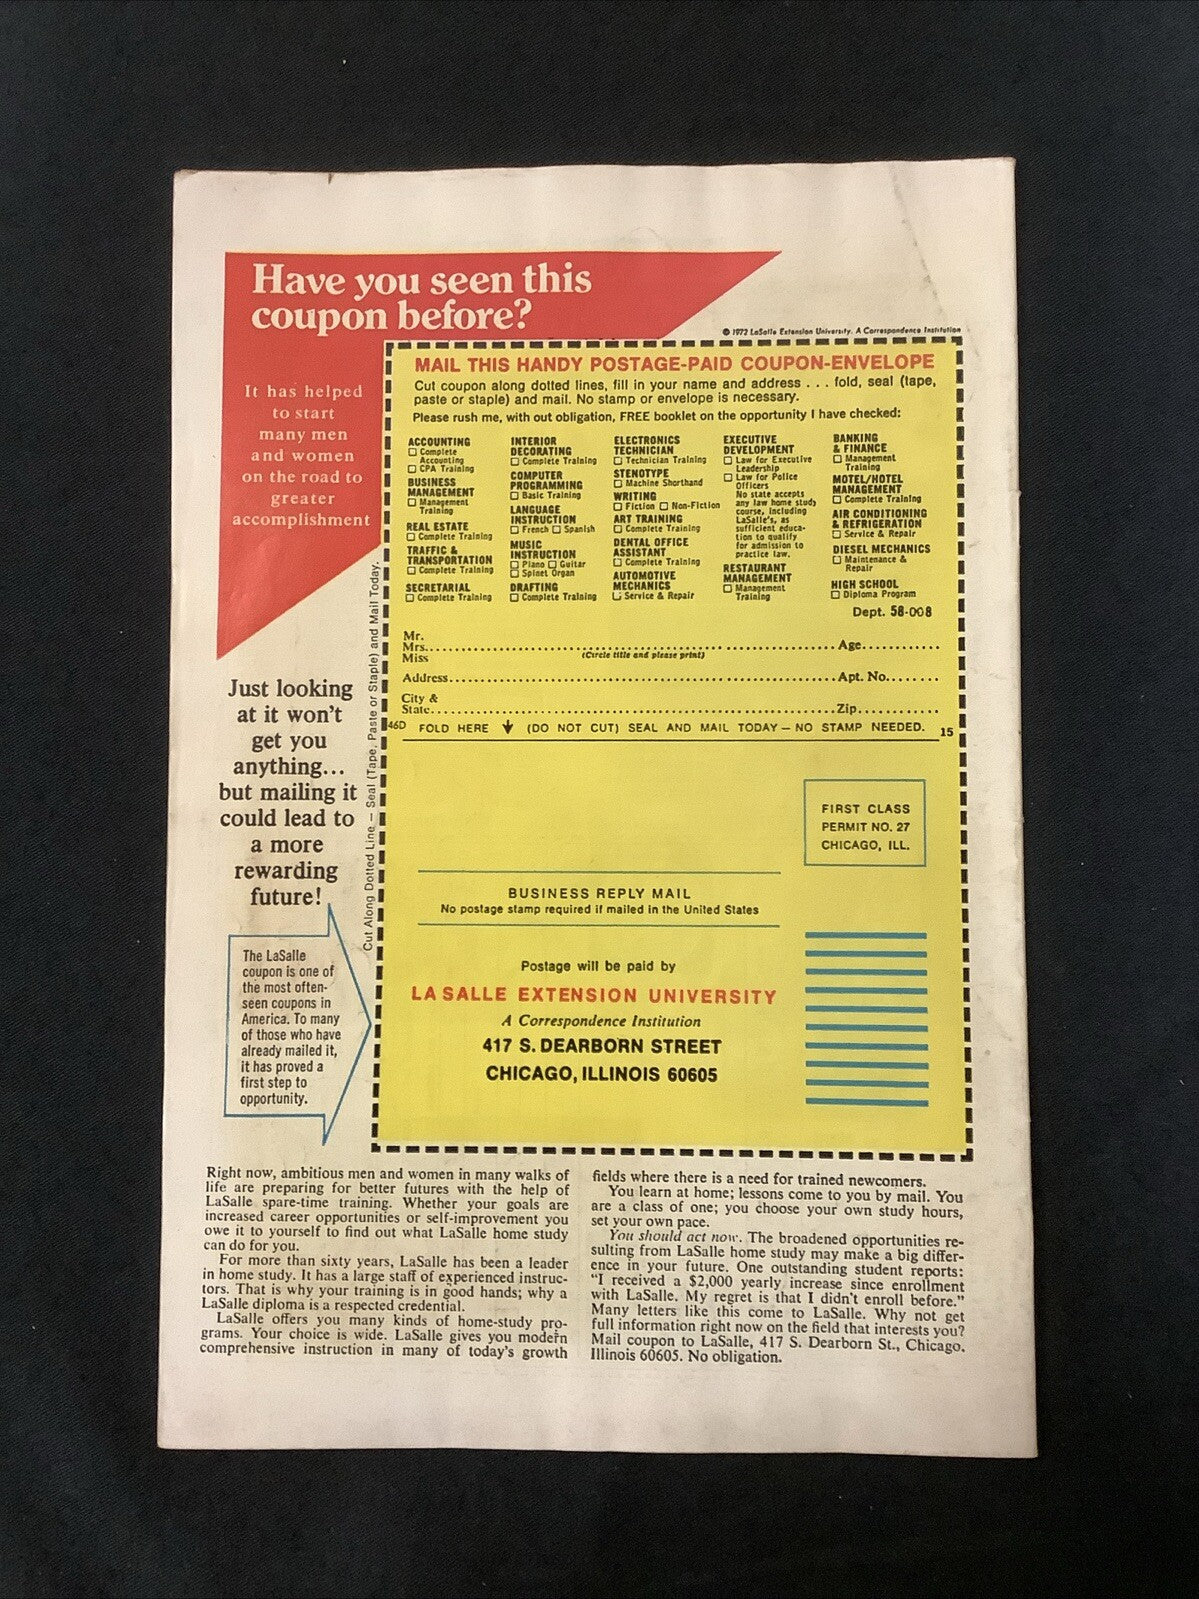 Have you seen this
coupon before?
© 1972 LaSalle Extension University. A Correspondence Institution
It has helped
to start
many men
and women
on the road to
greater
accomplishment
Just looking
at it won't
get you
anything...
but mailing it
could lead to
a more
rewarding
future!
The LaSalle
coupon is one of
the most often-
seen coupons in
America. To many
of those who have
already mailed it,
it has proved a
first step to
opportunity.
Cut Along Dotted Line — Seal (Tape, Paste or Staple) and Mail Today.
MAIL THIS HANDY POSTAGE-PAID COUPON-ENVELOPE
Cut coupon along dotted lines, fill in your name and address . . . fold, seal (tape,
paste or staple) and mail. No stamp or envelope is necessary.
Please rush me, with out obligation, FREE booklet on the opportunity I have checked:
ACCOUNTING
☐ Complete
Accounting
☐ CPA Training
BUSINESS
MANAGEMENT
☐ Management
Training
REAL ESTATE
☐ Complete Training
TRAFFIC &
TRANSPORTATION
☐ Complete Training
SECRETARIAL
☐ Complete Training
INTERIOR
DECORATING
☐ Complete Training
COMPUTER
PROGRAMMING
☐ Basic Training
LANGUAGE
INSTRUCTION
☐ French ☐ Spanish
MUSIC
INSTRUCTION
☐ Piano ☐ Guitar
☐ Spinet Organ
DRAFTING
☐ Complete Training
ELECTRONICS
TECHNICIAN
☐ Technician Training
STENOTYPE
☐ Machine Shorthand
WRITING
☐ Fiction ☐ Non-Fiction
ART TRAINING
☐ Complete Training
DENTAL OFFICE
ASSISTANT
☐ Complete Training
AUTOMOTIVE
MECHANICS
☐ Service & Repair
EXECUTIVE
DEVELOPMENT
☐ Law for Executive
Leadership
☐ Law for Police
Officers
No state accepts
any law home study
course, including
LaSalle's, as
sufficient educa-
tion to qualify
for admission to
practice law.
RESTAURANT
MANAGEMENT
☐ Management
Training
BANKING
& FINANCE
☐ Management
Training
MOTEL/HOTEL
MANAGEMENT
☐ Complete Training
AIR CONDITIONING
& REFRIGERATION
☐ Service & Repair
DIESEL MECHANICS
☐ Maintenance &
Repair
HIGH SCHOOL
☐ Diploma Program
Dept. 58-008
Mr.
Mrs. Age
Miss (Circle title and please print)
Address Apt. No.
City &
State Zip
46D FOLD HERE (DO NOT CUT) SEAL AND MAIL TODAY — NO STAMP NEEDED. 15
FIRST CLASS
PERMIT NO. 27
CHICAGO, ILL.
BUSINESS REPLY MAIL
No postage stamp required if mailed in the United States
Postage will be paid by
LA SALLE EXTENSION UNIVERSITY
A Correspondence Institution
417 S. DEARBORN STREET
CHICAGO, ILLINOIS 60605
Right now, ambitious men and women in many walks of
life are preparing for better futures with the help of
LaSalle spare-time training. Whether your goals are
increased career opportunities or self-improvement you
owe it to yourself to find out what LaSalle home study
can do for you.
For more than sixty years, LaSalle has been a leader
in home study. It has a large staff of experienced instruc-
tors. That is why your training is in good hands; why a
LaSalle diploma is a respected credential.
LaSalle offers you many kinds of home-study pro-
grams. Your choice is wide. LaSalle gives you modern
comprehensive instruction in many of today's growth
fields where there is a need for trained newcomers.
You learn at home; lessons come to you by mail. You
are a class of one; you choose your own study hours,
set your own pace.
You should act now. The broadened opportunities re-
sulting from LaSalle home study may make a big differ-
ence in your future. One outstanding student reports:
"I received a $2,000 yearly increase since enrollment
with LaSalle. My regret is that I didn't enroll before."
Many letters like this come to LaSalle. Why not get
full information right now on the field that interests you?
Mail coupon to LaSalle, 417 S. Dearborn St., Chicago,
Illinois 60605. No obligation.